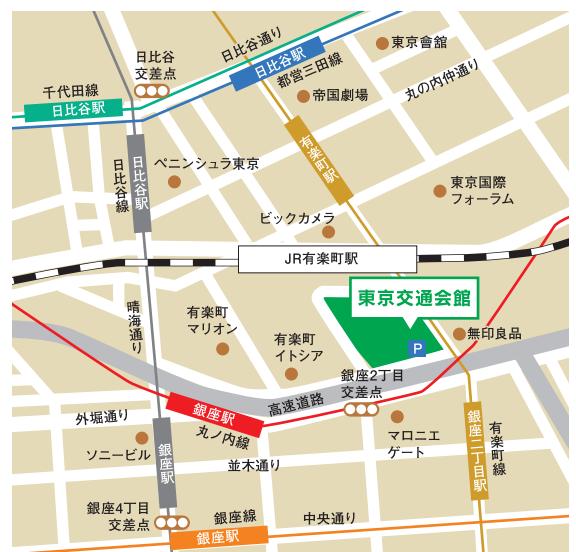 日比谷通り
東京會舘
日比谷
交差点
日比谷駅
都営三田線
丸の内仲通り
千代田線
日比谷駅
帝国劇場
有楽町駅
日比谷線
日比谷駅
ペニンシュラ東京
東京国際
フォーラム
ビックカメラ
JR有楽町駅
東京交通会館
晴海通り
有楽町
マリオン
有楽町
イトシア
P
無印良品
銀座2丁目
交差点
高速道路
銀座駅
丸ノ内線
外堀通り
マロニエ
ゲート
銀座二丁目駅
有楽町線
ソニービル
銀座駅
並木通り
銀座4丁目
交差点
銀座線
銀座駅
中央通り